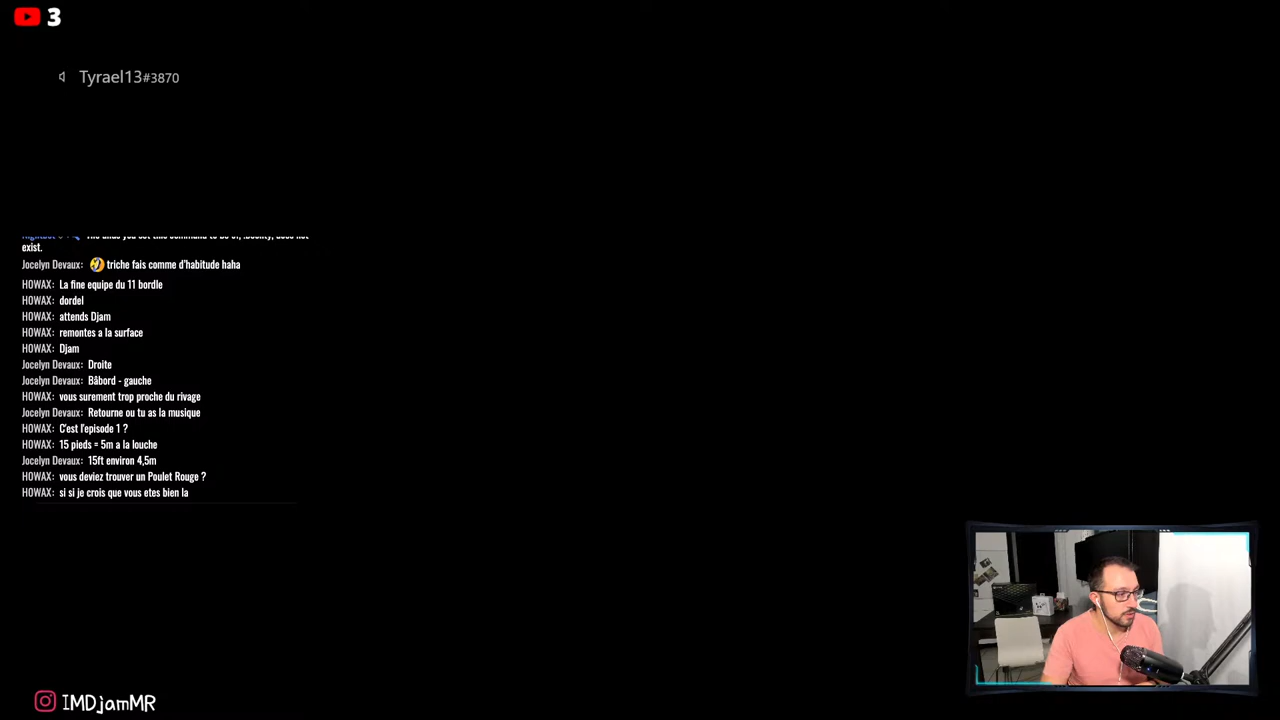 3
Tyrael13#3870
exist.
Jocelyn Devaux: triche fais comme d'habitude haha
HOWAX: La fine equipe du 11 bordle
HOWAX: dordel
HOWAX: attends Djam
HOWAX: remontes a la surface
HOWAX: Djam
Jocelyn Devaux: Droite
Jocelyn Devaux: Bâbord - gauche
HOWAX: vous surement trop proche du rivage
Jocelyn Devaux: Retourne ou tu as la musique
HOWAX: C'est l'episode 1 ?
HOWAX: 15 pieds = 5m a la louche
Jocelyn Devaux: 15ft environ 4,5m
HOWAX: vous deviez trouver un Poulet Rouge ?
HOWAX: si si je crois que vous etes bien la
IMDjamMR